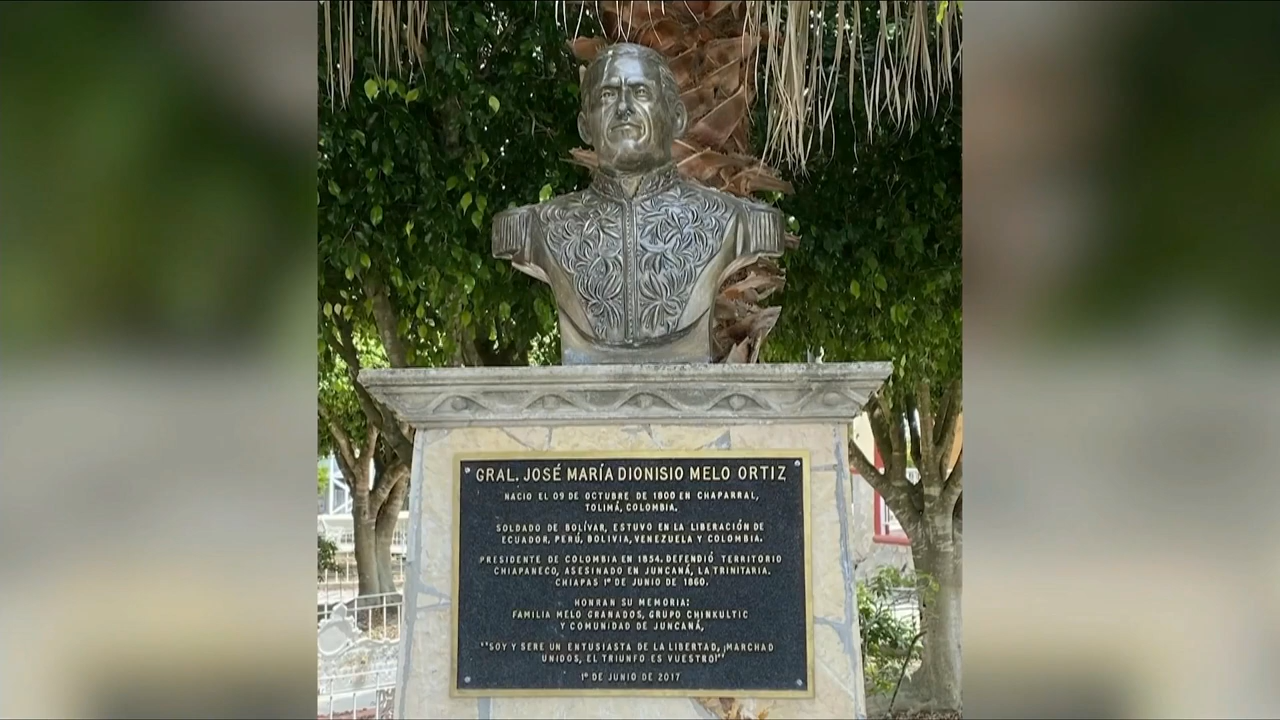 GRAL. JOSÉ MARÍA DIONISIO MELO ORTIZ
NACIO EL 09 DE OCTUBRE DE 1800 EN CHAPARRAL,
TOLIMÁ, COLOMBIA.
SOLDADO DE BOLÍVAR, ESTUVO EN LA LIBERACIÓN DE
ECUADOR, PERÚ, BOLIVIA, VENEZUELA Y COLOMBIA.
PRESIDENTE DE COLOMBIA EN 1854. DEFENDIÓ TERRITORIO
CHIAPANECO, ASESINADO EN JUNCANÁ, LA TRINITARIA.
CHIAPAS 1º DE JUNIO DE 1860.
HONRAN SU MEMORIA:
FAMILIA MELO GRANADOS, GRUPO CHINKULTIC
Y COMUNIDAD DE JUNCANÁ,
"SOY Y SERE UN ENTUSIASTA DE LA LIBERTAD, ¡MARCHAD
UNIDOS, EL TRIUNFO ES VUESTRO!"
1º DE JUNIO DE 2017